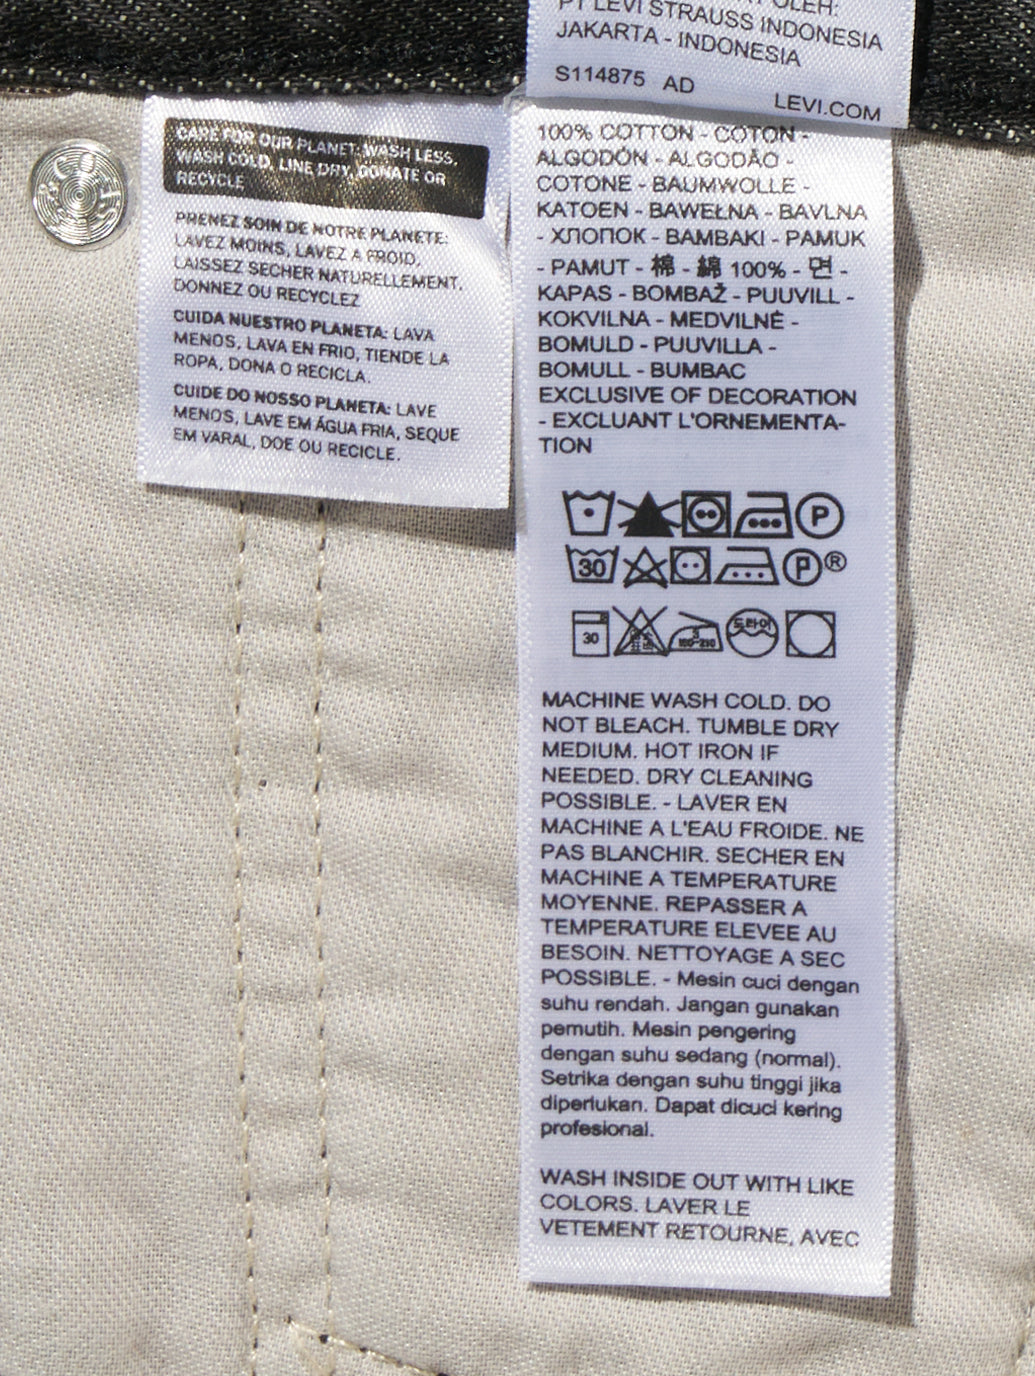 OLEH:
PT LEVI STRAUSS INDONESIA
JAKARTA - INDONESIA
S114875 AD
LEVI.COM
CARE FOR OUR PLANET: WASH LESS,
WASH COLD, LINE DRY, DONATE OR
RECYCLE
PRENEZ SOIN DE NOTRE PLANETE:
LAVEZ MOINS, LAVEZ A FROID,
LAISSEZ SECHER NATURELLEMENT,
DONNEZ OU RECYCLEZ
CUIDA NUESTRO PLANETA: LAVA
MENOS, LAVA EN FRIO, TIENDE LA
ROPA, DONA O RECICLA.
CUIDE DO NOSSO PLANETA: LAVE
MENOS, LAVE EM ÁGUA FRIA, SEQUE
EM VARAL, DOE OU RECICLE.
100% COTTON - COTON -
ALGODÓN - ALGODÃO -
COTONE - BAUMWOLLE -
KATOEN - BAWEŁNA - BAVLNA
- ХЛОПОК - BAMBAKI - PAMUK
- PAMUT - 棉 - 綿 100% - 면 -
KAPAS - BOMBAŽ - PUUVILL -
KOKVILNA - MEDVILNĖ -
BOMULD - PUUVILLA -
BOMULL - BUMBAC
EXCLUSIVE OF DECORATION
- EXCLUANT L'ORNEMENTA-
TION
P
30 P ®
30 180-210 드라이
MACHINE WASH COLD. DO
NOT BLEACH. TUMBLE DRY
MEDIUM. HOT IRON IF
NEEDED. DRY CLEANING
POSSIBLE. - LAVER EN
MACHINE A L'EAU FROIDE. NE
PAS BLANCHIR. SECHER EN
MACHINE A TEMPERATURE
MOYENNE. REPASSER A
TEMPERATURE ELEVEE AU
BESOIN. NETTOYAGE A SEC
POSSIBLE. - Mesin cuci dengan
suhu rendah. Jangan gunakan
pemutih. Mesin pengering
dengan suhu sedang (normal).
Setrika dengan suhu tinggi jika
diperlukan. Dapat dicuci kering
profesional.
WASH INSIDE OUT WITH LIKE
COLORS. LAVER LE
VETEMENT RETOURNE, AVEC